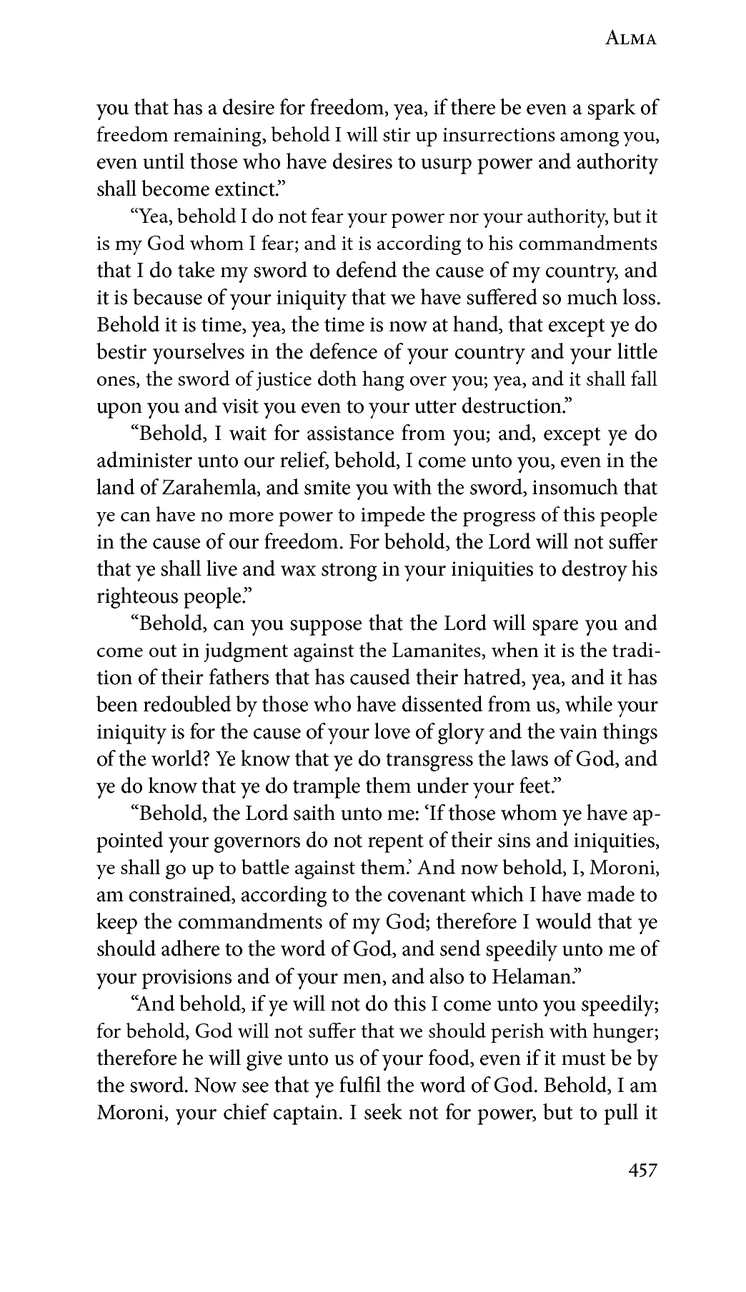 Alma
you that has a desire for freedom, yea, if there be even a spark of
freedom remaining, behold I will stir up insurrections among you,
even until those who have desires to usurp power and authority
shall become extinct.”
“Yea, behold I do not fear your power nor your authority, but it
is my God whom I fear; and it is according to his commandments
that I do take my sword to defend the cause of my country, and
it is because of your iniquity that we have suffered so much loss.
Behold it is time, yea, the time is now at hand, that except ye do
bestir yourselves in the defence of your country and your little
ones, the sword of justice doth hang over you; yea, and it shall fall
upon you and visit you even to your utter destruction.”
“Behold, I wait for assistance from you; and, except ye do
administer unto our relief, behold, I come unto you, even in the
land of Zarahemla, and smite you with the sword, insomuch that
ye can have no more power to impede the progress of this people
in the cause of our freedom. For behold, the Lord will not suffer
that ye shall live and wax strong in your iniquities to destroy his
righteous people.”
“Behold, can you suppose that the Lord will spare you and
come out in judgment against the Lamanites, when it is the tradi-
tion of their fathers that has caused their hatred, yea, and it has
been redoubled by those who have dissented from us, while your
iniquity is for the cause of your love of glory and the vain things
of the world? Ye know that ye do transgress the laws of God, and
ye do know that ye do trample them under your feet.”
“Behold, the Lord saith unto me: ‘If those whom ye have ap-
pointed your governors do not repent of their sins and iniquities,
ye shall go up to battle against them.’ And now behold, I, Moroni,
am constrained, according to the covenant which I have made to
keep the commandments of my God; therefore I would that ye
should adhere to the word of God, and send speedily unto me of
your provisions and of your men, and also to Helaman.”
“And behold, if ye will not do this I come unto you speedily;
for behold, God will not suffer that we should perish with hunger;
therefore he will give unto us of your food, even if it must be by
the sword. Now see that ye fulfil the word of God. Behold, I am
Moroni, your chief captain. I seek not for power, but to pull it
457